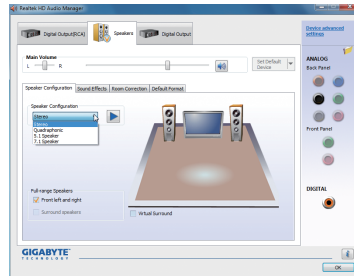 Realtek HD Audio Manager
Digital Output(RCA)
Speakers
Digital Output
Device advanced
settings
Main Volume
L
R
Set Default
Device
ANALOG
Back Panel
Speaker Configuration
Sound Effects
Room Correction
Default Format
Speaker Configuration
Stereo
Stereo
Quadraphonic
5.1 Speaker
7.1 Speaker
Front Panel
Full-range Speakers
Front left and right
Surround speakers
Virtual Surround
DIGITAL
GIGABYTE
TECHNOLOGY
OK